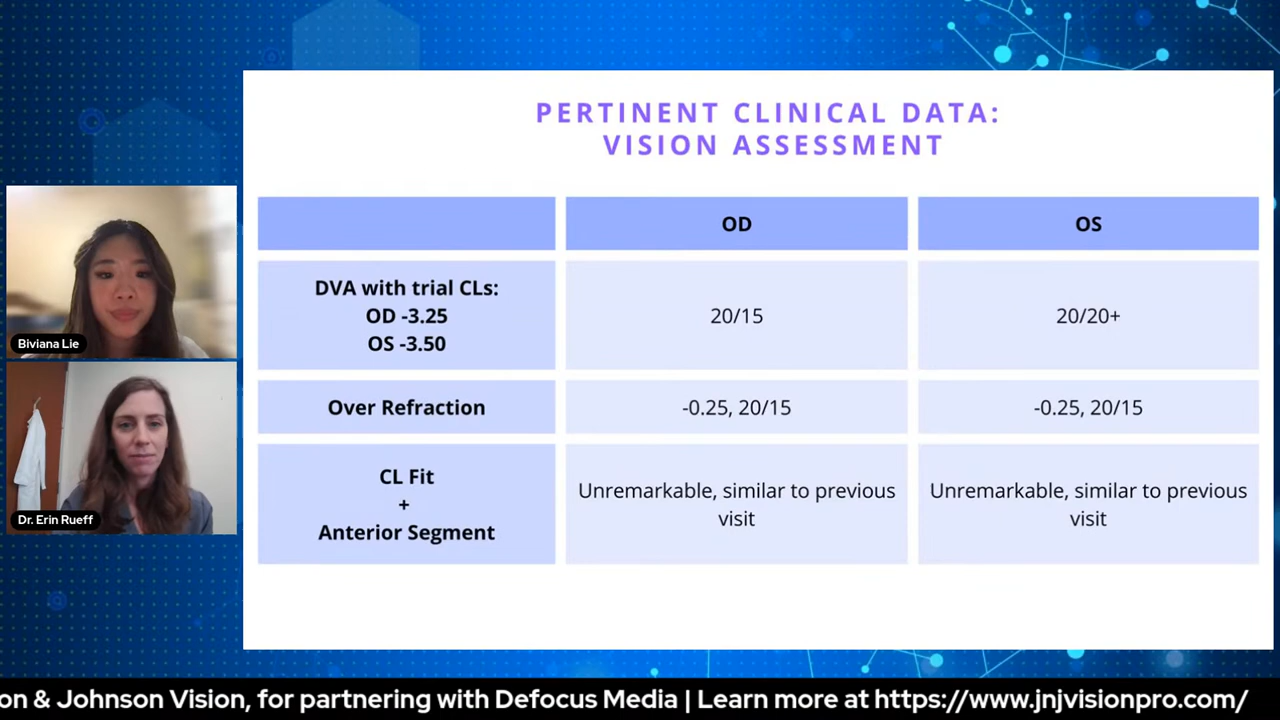 PERTINENT CLINICAL DATA:
VISION ASSESSMENT
OD
OS
DVA with trial CLs:
OD -3.25
OS -3.50
20/15
20/20+
Over Refraction
-0.25, 20/15
-0.25, 20/15
CL Fit
+
Anterior Segment
Unremarkable, similar to previous
visit
Unremarkable, similar to previous
visit
Biviana Lie
Dr. Erin Rueff
on & Johnson Vision, for partnering with Defocus Media | Learn more at https://www.jnjvisionpro.com/